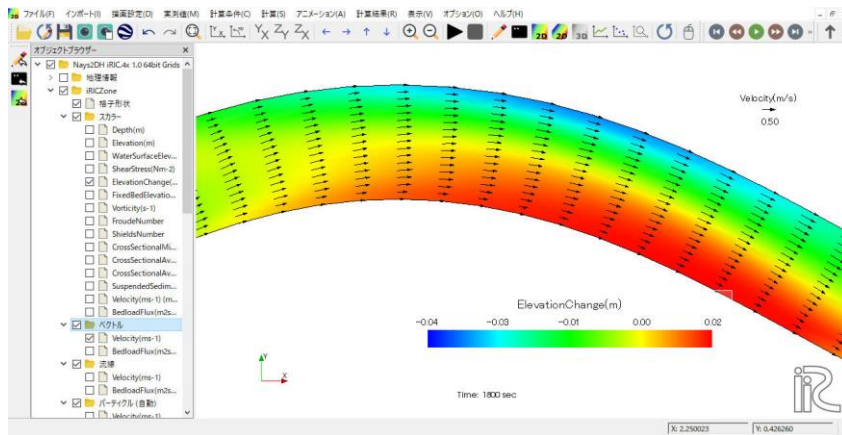 ファイル(F) インポート(I) 描画設定(D) 実測値(M) 計算条件(C) 計算(S) アニメーション(A) 計算結果(R) 表示(V) オプション(O) ヘルプ(H)
オブジェクトブラウザー
Nays2DH iRIC.4x 1.0 64bit Grids
地理情報
iRICZone
格子形状
スカラー
Depth(m)
Elevation(m)
WaterSurfaceElev...
ShearStress(Nm-2)
ElevationChange(...
FixedBedElevatio...
Vorticity(s-1)
FroudeNumber
ShieldsNumber
CrossSectionalMi...
CrossSectionalAv...
CrossSectionalAv...
SuspendedSedim...
Velocity(ms-1) (m...
BedloadFlux(m2s...
ベクトル
Velocity(ms-1)
BedloadFlux(m2s...
流線
Velocity(ms-1)
BedloadFlux(m2s...
パーティクル (自動)
Velocity(ms-1)
Velocity(m/s)
0.50
ElevationChange(m)
-0.04 -0.03 -0.01 0.00 0.02
Y
X
Time: 1800 sec
iRIC
X: 2.250023 Y: 0.426260